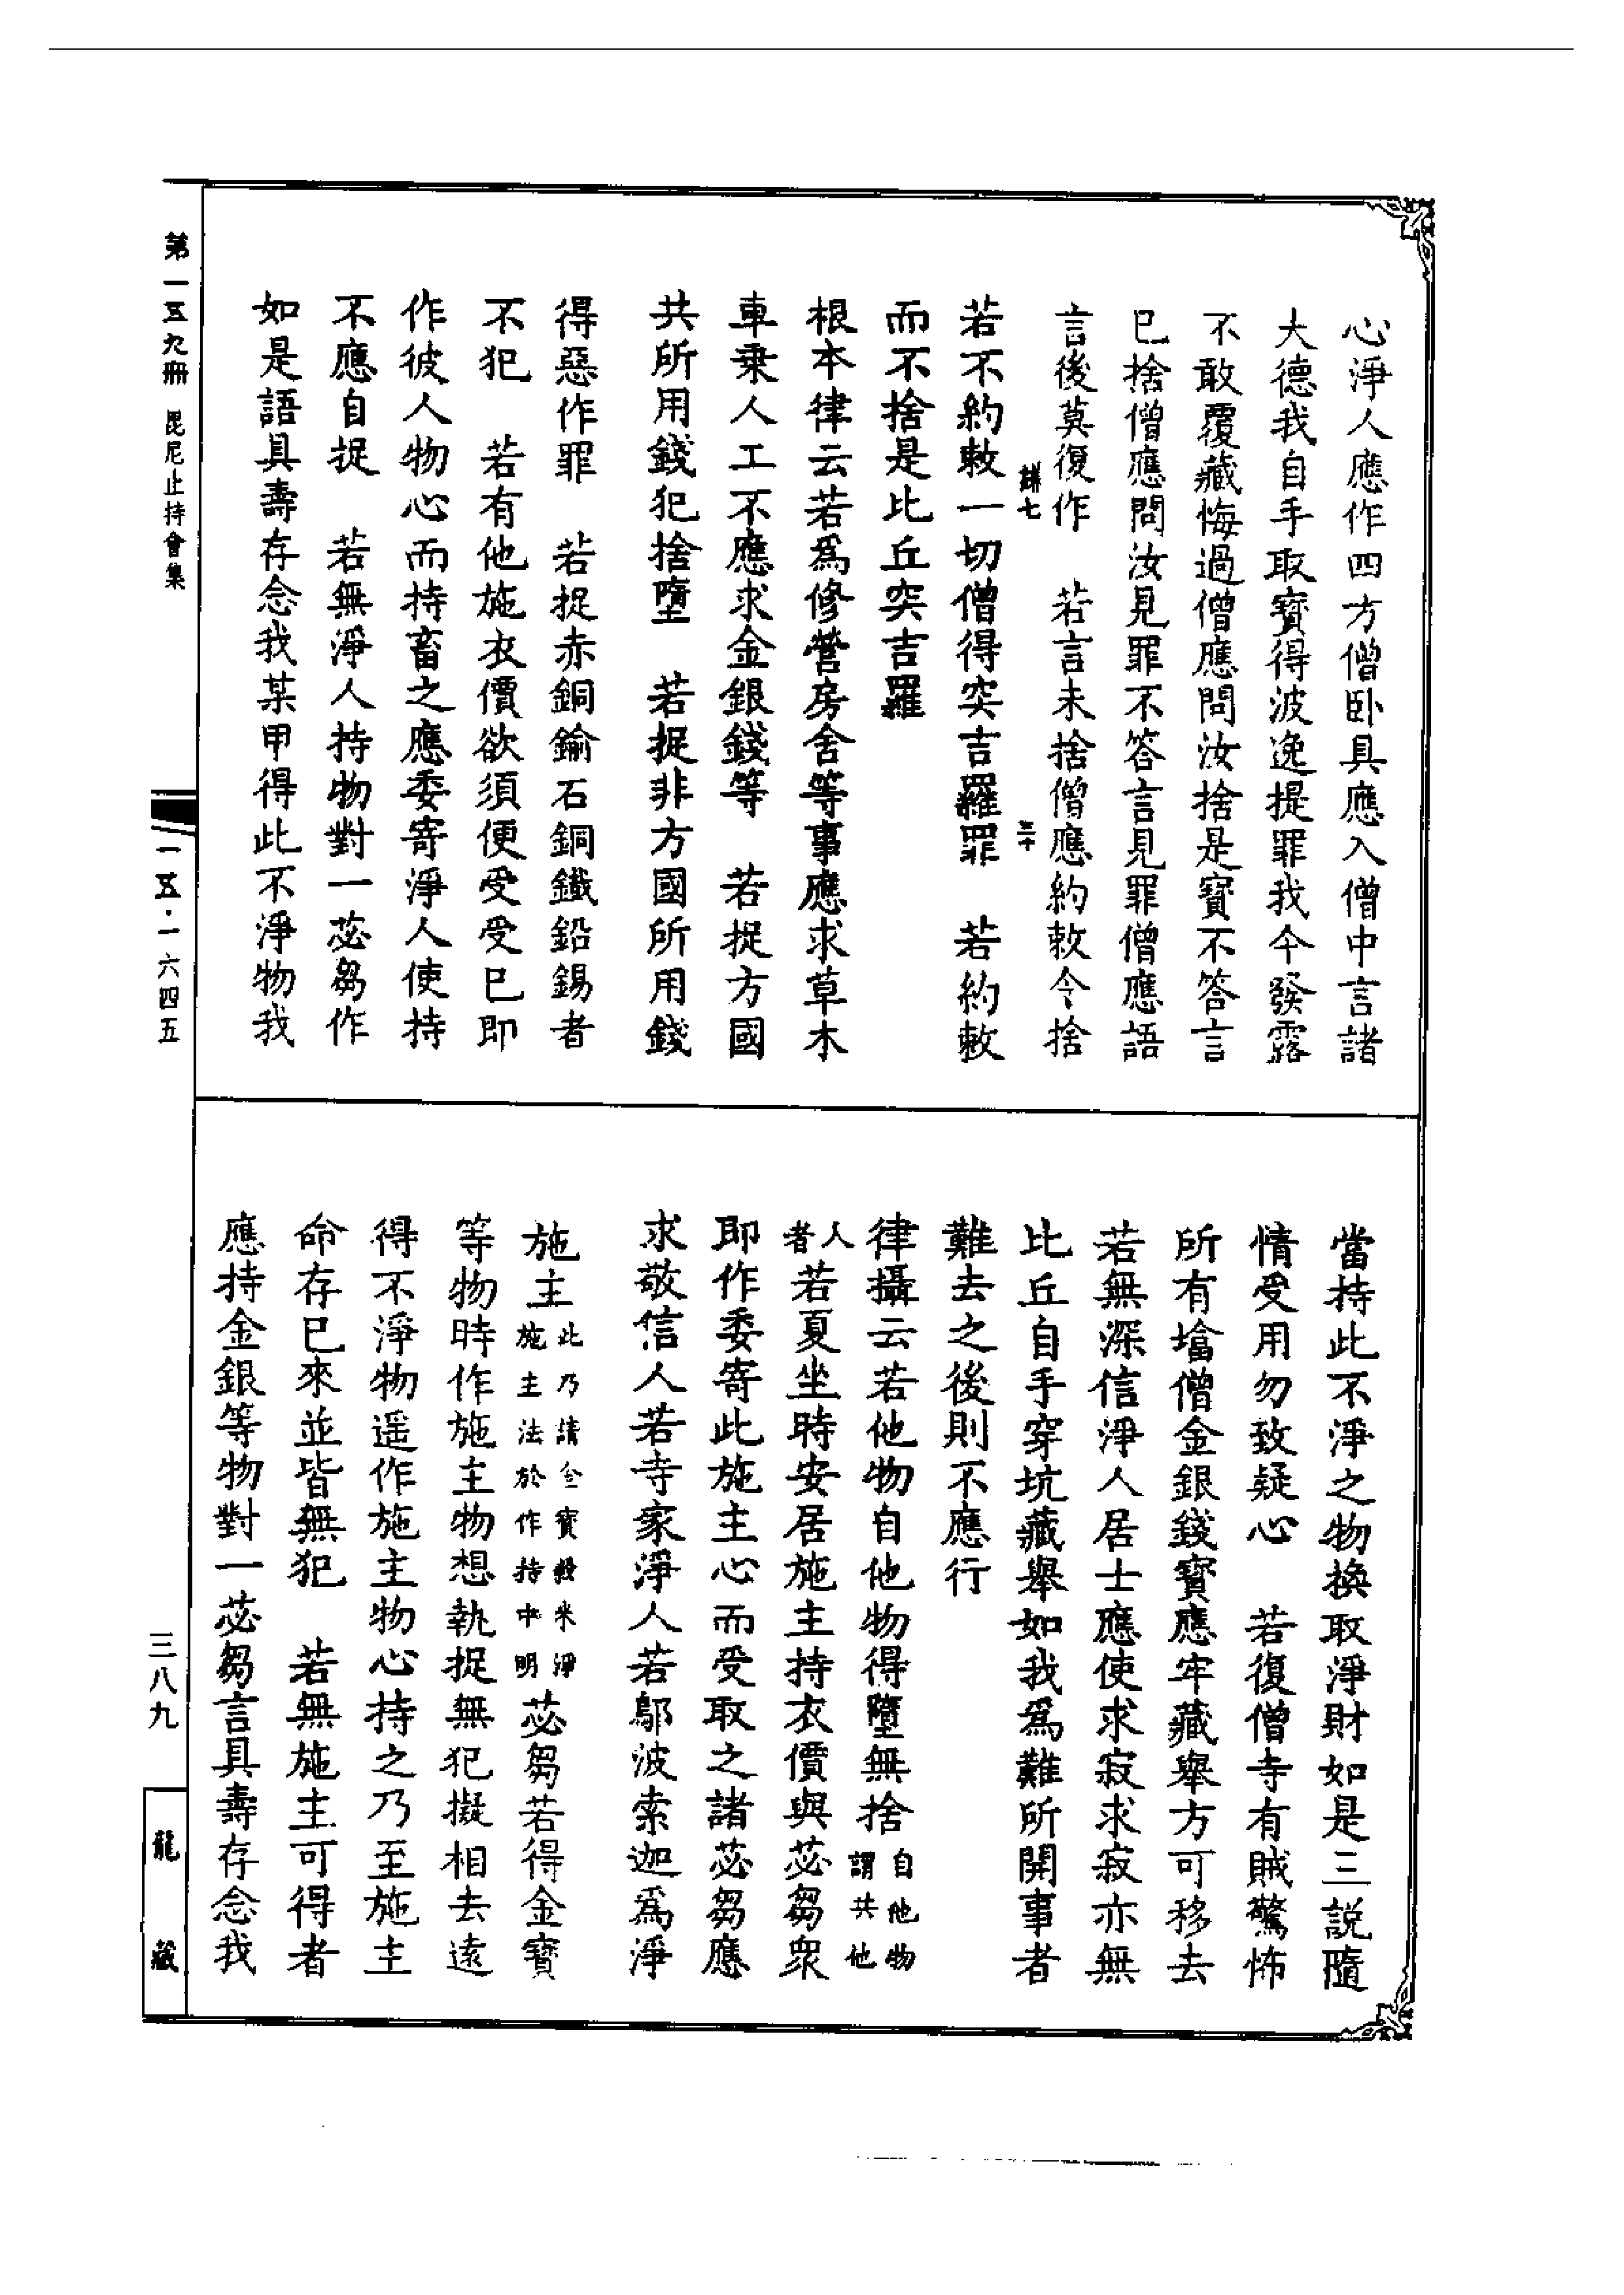 心淨人應作四方僧卧具應入僧中言諸
大德我自手取寶得波逸提罪我今發露
不敢覆藏悔過僧應問汝捨是寶不答言
已捨僧應問汝見罪不答言見罪僧應語
言後莫復作　若言未捨僧應約敕令捨
七　三十
若不約敕一切僧得突吉羅罪　若約敕
而不捨是比丘突吉羅
根本律云若爲修營房舍等事應求草木
車乗人工不應求金銀錢等　若捉方國
共所用錢犯捨墮　若捉非方國所用錢
得惡作罪　若捉赤銅鍮石銅鐵鉛錫者
不犯　若有他施衣價欲須便受受已即
作彼人物心而持畜之應委寄淨人使持
不應自捉　若無淨人持物對一苾芻作
如是語具壽存念我某甲得此不淨物我
當持此不淨之物換取淨財如是三說隨
情受用勿致疑心　若復僧寺有賊驚怖
所有墖僧金銀錢寶應牢藏舉方可移去
若無深信淨人居士應使求寂求寂亦無
比丘自手穿坑藏舉如我爲難所開事者
難去之後則不應行
律攝云若他物自他物得墮無捨自他物謂共他
人者若夏坐時安居施主持衣價與苾芻衆
即作委寄此施主心而受取之諸苾芻應
求敬信人若寺家淨人若鄔波索迦爲淨
施主此乃請金寶穀米淨施主法於作持中明苾芻若得金寶
等物時作施主物想執捉無犯擬相去遠
得不淨物遥作施主物心持之乃至施主
命存已來並皆無犯　若無施主可得者
應持金銀等物對一苾芻言具壽存念我
第一五九冊　毘尼止持會集
一五·一六四五
三八九
龍藏